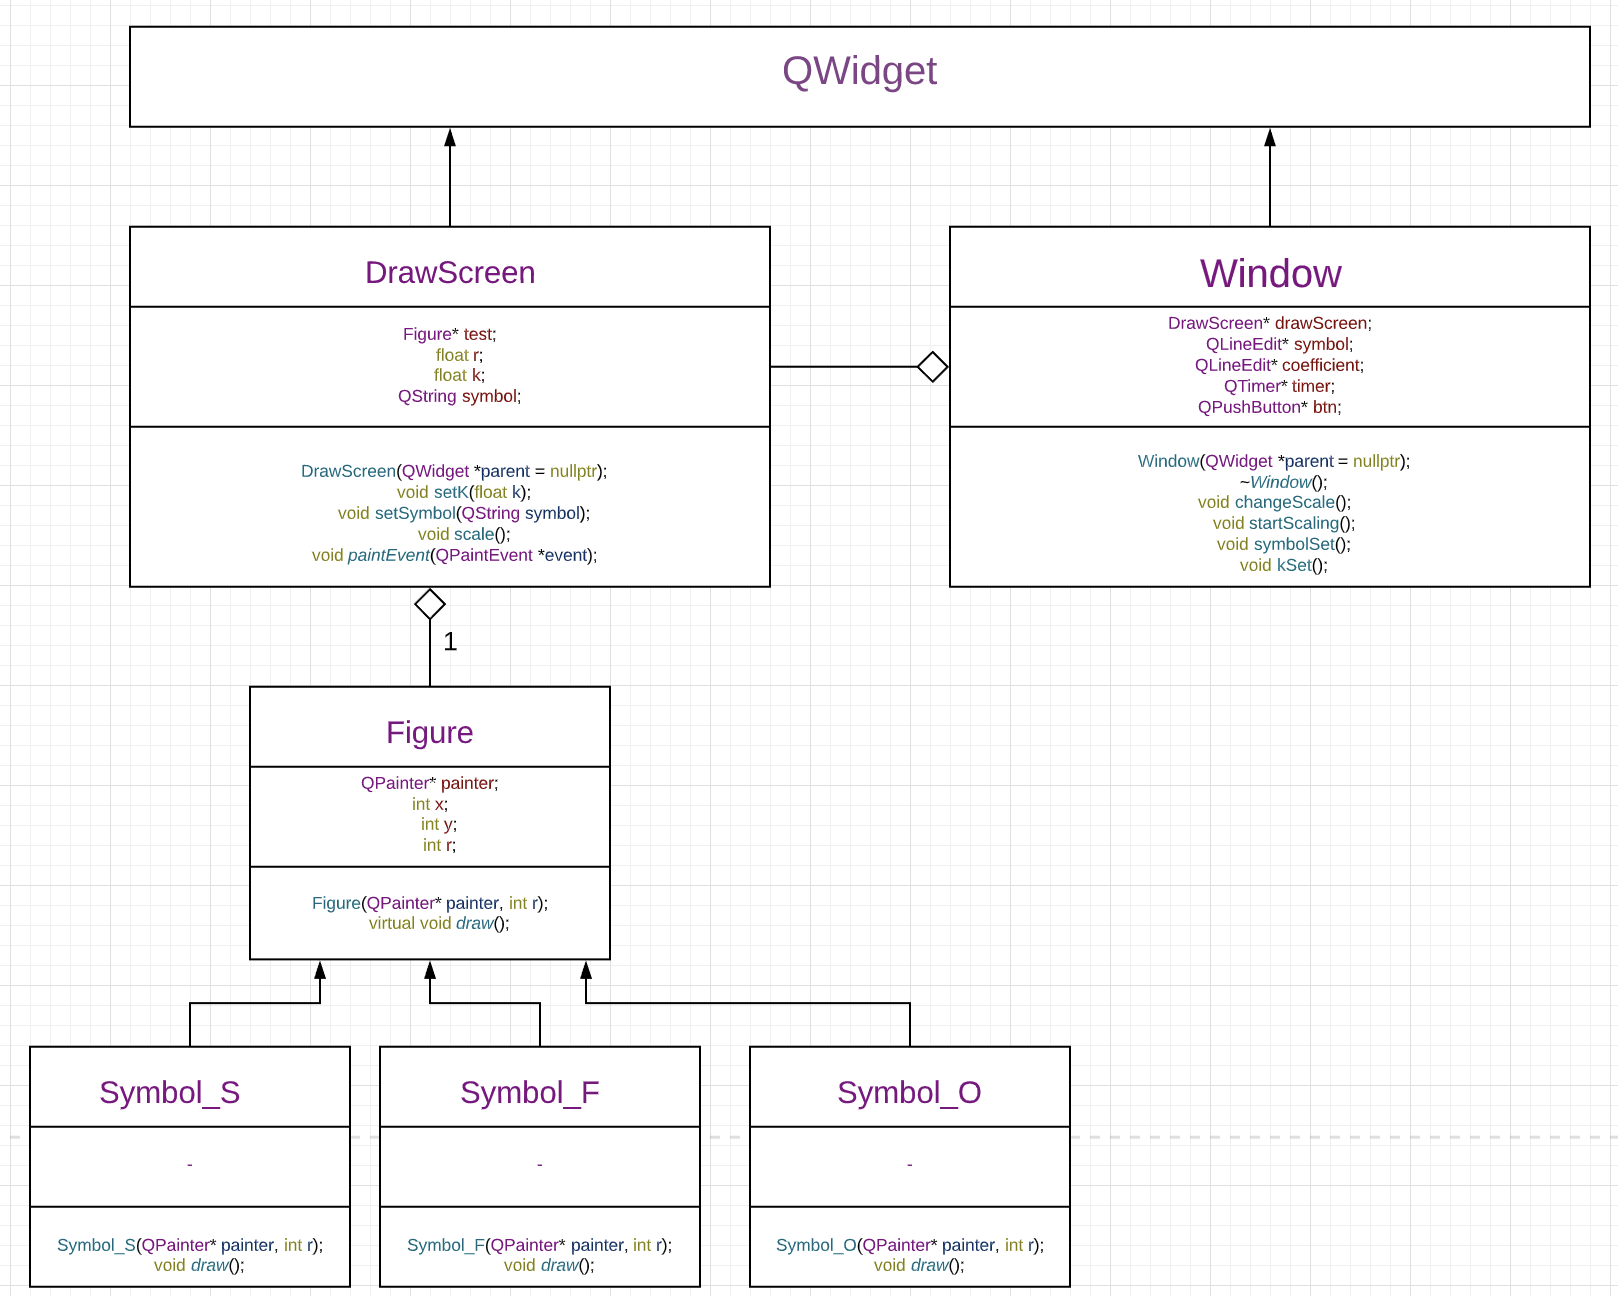 QWidget
DrawScreen
Figure* test;
float r;
float k;
QString symbol;
DrawScreen(QWidget *parent = nullptr);
void setK(float k);
void setSymbol(QString symbol);
void scale();
void paintEvent(QPaintEvent *event);
Window
DrawScreen* drawScreen;
QLineEdit* symbol;
QLineEdit* coefficient;
QTimer* timer;
QPushButton* btn;
Window(QWidget *parent = nullptr);
~Window();
void changeScale();
void startScaling();
void symbolSet();
void kSet();
1
Figure
QPainter* painter;
int x;
int y;
int r;
Figure(QPainter* painter, int r);
virtual void draw();
Symbol_S
-
Symbol_S(QPainter* painter, int r);
void draw();
Symbol_F
-
Symbol_F(QPainter* painter, int r);
void draw();
Symbol_O
-
Symbol_O(QPainter* painter, int r);
void draw();